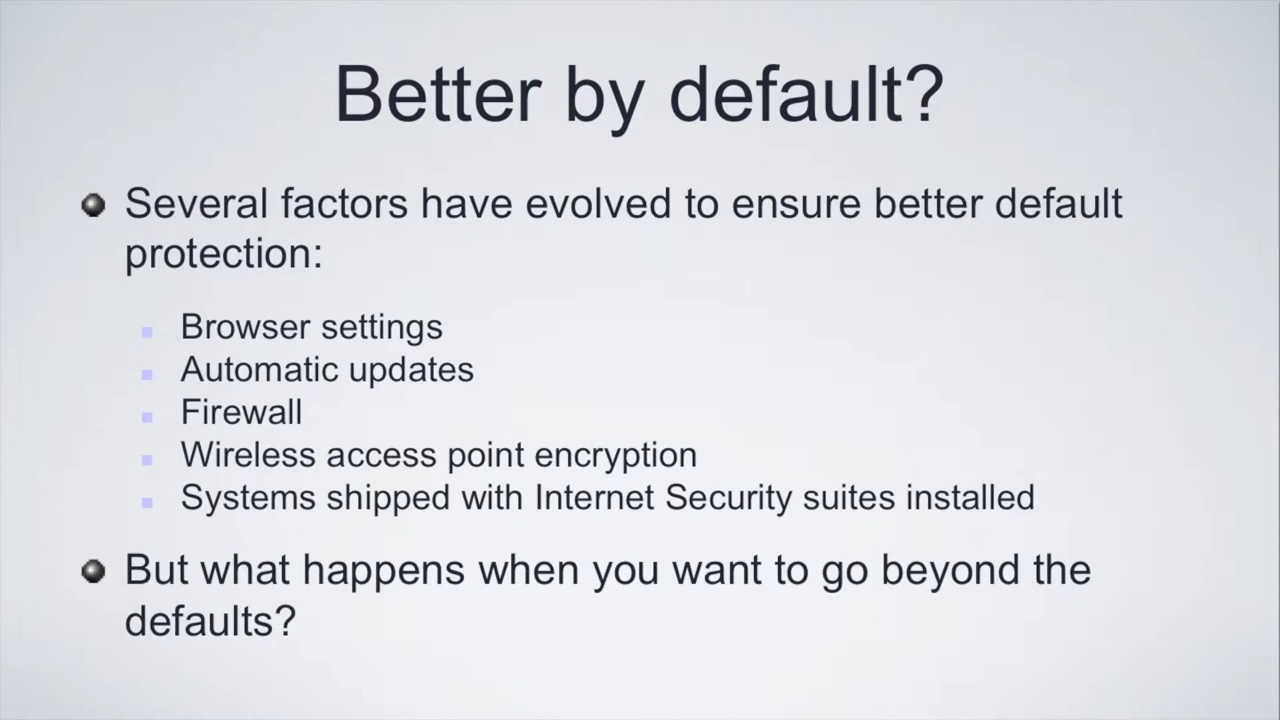 Better by default?
Several factors have evolved to ensure better default
protection:
Browser settings
Automatic updates
Firewall
Wireless access point encryption
Systems shipped with Internet Security suites installed
But what happens when you want to go beyond the
defaults?